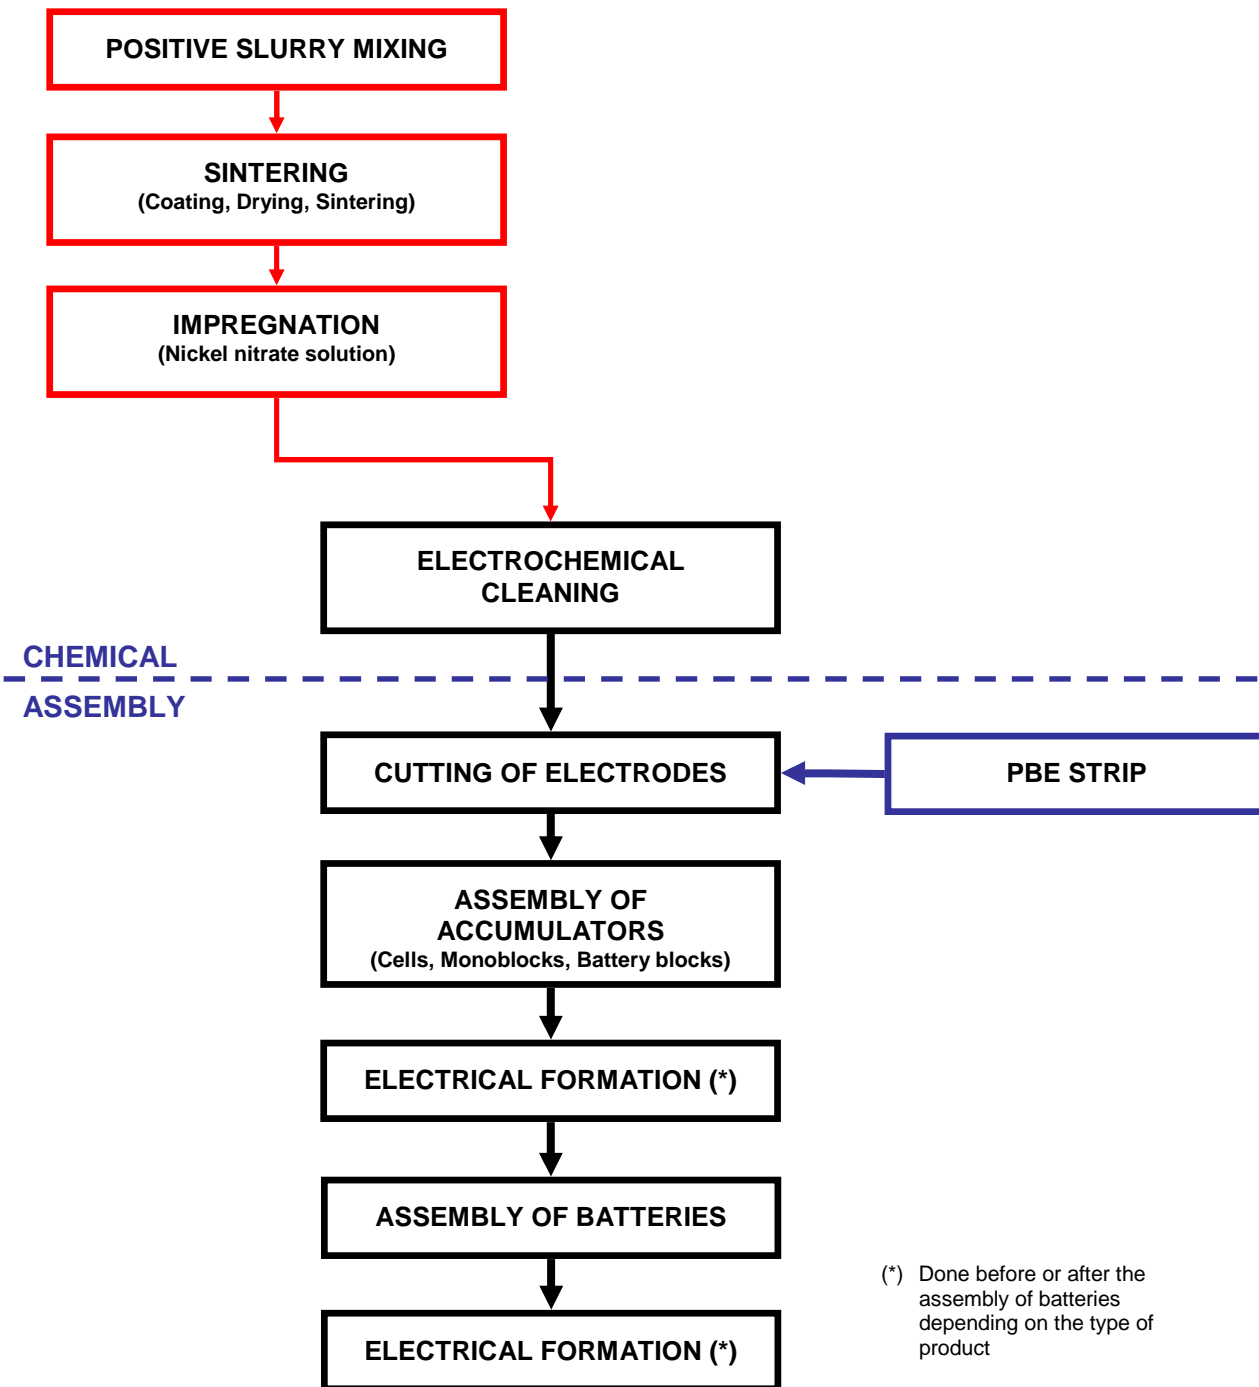 POSITIVE SLURRY MIXING
SINTERING
(Coating, Drying, Sintering)
IMPREGNATION
(Nickel nitrate solution)
ELECTROCHEMICAL
CLEANING
CHEMICAL
ASSEMBLY
CUTTING OF ELECTRODES
PBE STRIP
ASSEMBLY OF
ACCUMULATORS
(Cells, Monoblocks, Battery blocks)
ELECTRICAL FORMATION (*)
ASSEMBLY OF BATTERIES
(*) Done before or after the
assembly of batteries
depending on the type of
product
ELECTRICAL FORMATION (*)